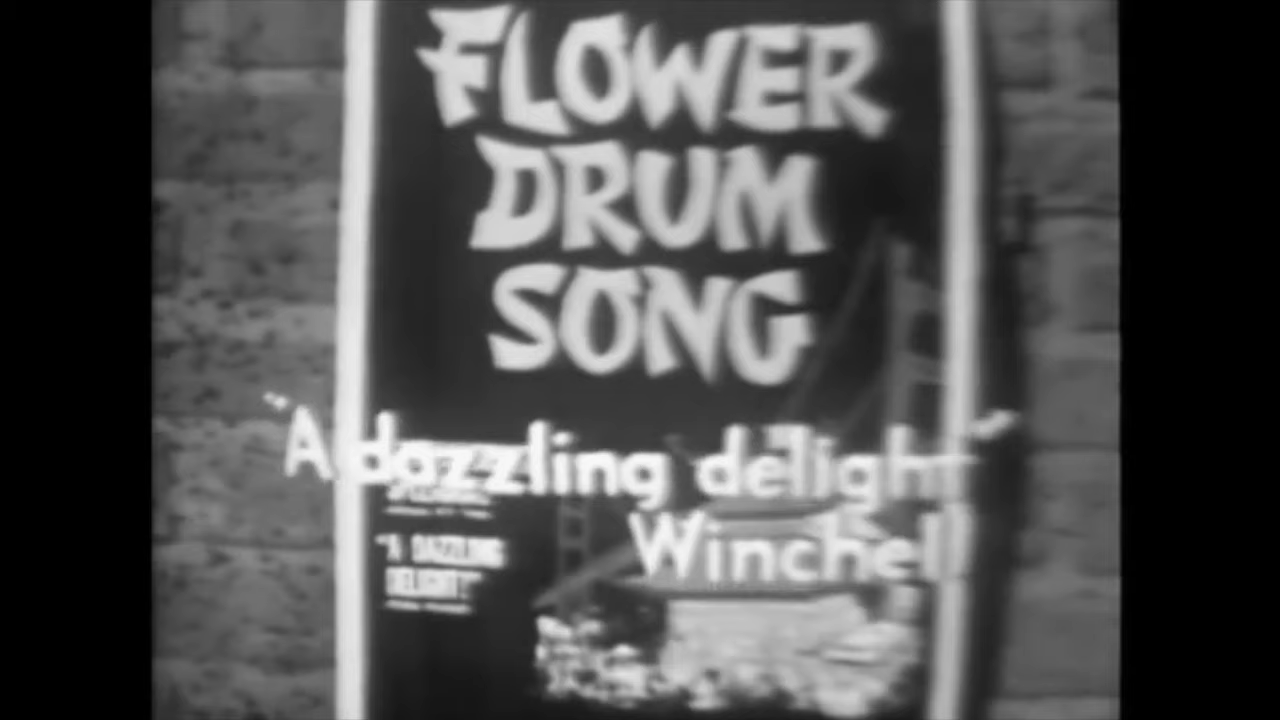 FLOWER
DRUM
SONG
"A dazzling delight"
Winchell
"A DAZZLING
DELIGHT!"